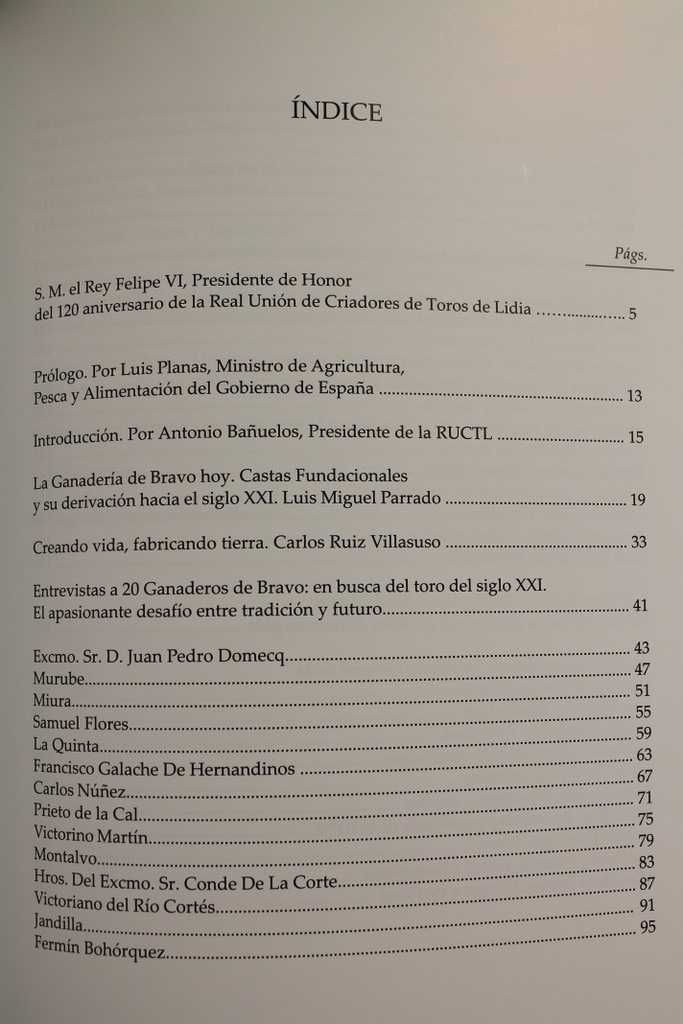 ÍNDICE
Págs.
S. M. el Rey Felipe VI, Presidente de Honor
del 120 aniversario de la Real Unión de Criadores de Toros de Lidia ........................ 5
Prólogo. Por Luis Planas, Ministro de Agricultura,
Pesca y Alimentación del Gobierno de España ........................ 13
Introducción. Por Antonio Bañuelos, Presidente de la RUCTL ........................ 15
La Ganadería de Bravo hoy. Castas Fundacionales
y su derivación hacia el siglo XXI. Luis Miguel Parrado ........................ 19
Creando vida, fabricando tierra. Carlos Ruiz Villasuso ........................ 33
Entrevistas a 20 Ganaderos de Bravo: en busca del toro del siglo XXI.
El apasionante desafío entre tradición y futuro........................ 41
Excmo. Sr. D. Juan Pedro Domecq........................ 43
Murube........................ 47
Miura........................ 51
Samuel Flores........................ 55
La Quinta........................ 59
Francisco Galache De Hernandinos ........................ 63
Carlos Núñez........................ 67
Prieto de la Cal........................ 71
Victorino Martín........................ 75
Montalvo........................ 79
Hros. Del Excmo. Sr. Conde De La Corte........................ 83
Victoriano del Río Cortés........................ 87
Jandilla........................ 91
Fermín Bohórquez........................ 95